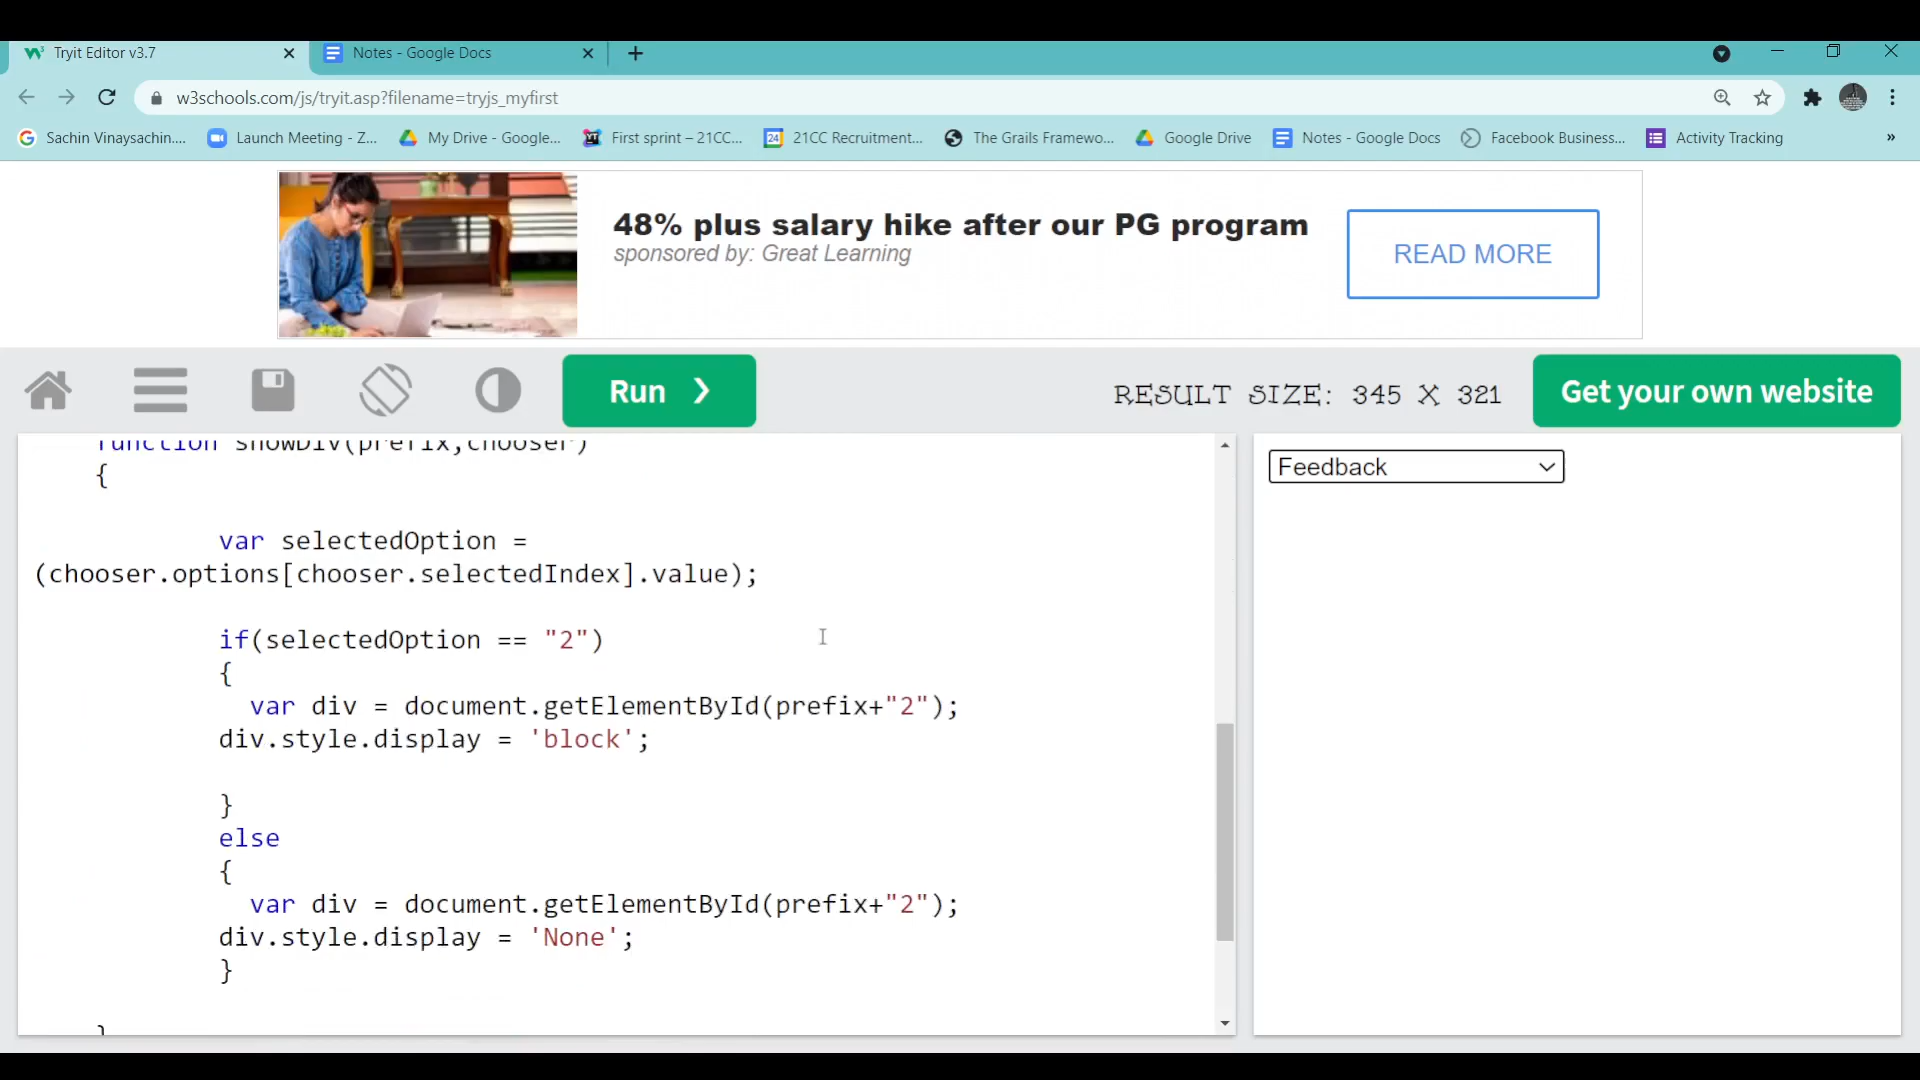 Tryit Editor v3.7
Notes - Google Docs
w3schools.com/js/tryit.asp?filename=tryjs_myfirst
Sachin Vinaysachin....
Launch Meeting - Z...
My Drive - Google...
First sprint – 21CC...
21CC Recruitment...
The Grails Framewo...
Google Drive
Notes - Google Docs
Facebook Business...
Activity Tracking
»
48% plus salary hike after our PG program
sponsored by: Great Learning
READ MORE
Run ❯
RESULT SIZE: 345 X 321
Get your own website
function showDiv(prefix,chooser)
{
var selectedOption =
(chooser.options[chooser.selectedIndex].value);
if(selectedOption == "2")
{
var div = document.getElementById(prefix+"2");
div.style.display = 'block';
}
else
{
var div = document.getElementById(prefix+"2");
div.style.display = 'None';
}
}
Feedback